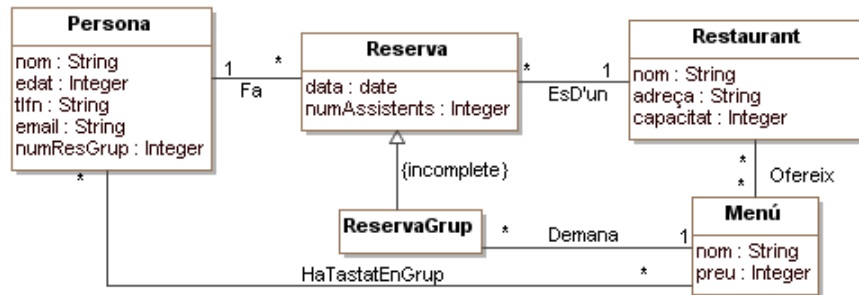 Persona
nom : String
edat : Integer
tlfn : String
email : String
numResGrup : Integer
1
*
Fa
Reserva
data : date
numAssistents : Integer
*
1
EsD'un
Restaurant
nom : String
adreça : String
capacitat : Integer
{incomplete}
*
*
Ofereix
ReservaGrup
*
Demana
1
Menú
nom : String
preu : Integer
*
HaTastatEnGrup
*